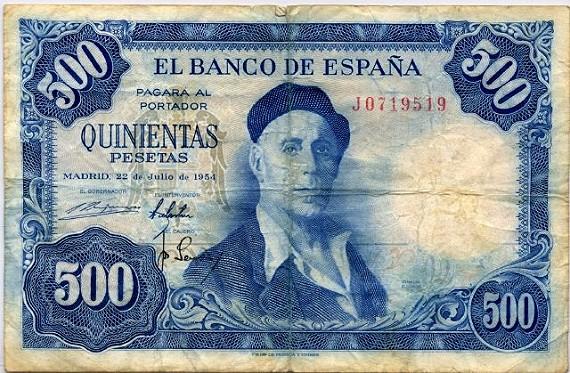 500
500
EL BANCO DE ESPAÑA
PAGARA AL
PORTADOR
J0719519
QUINIENTAS
PESETAS
MADRID, 22 de Julio de 1954
EL GOBERNADOR
EL INTERVENTOR
EL CAJERO
500
500